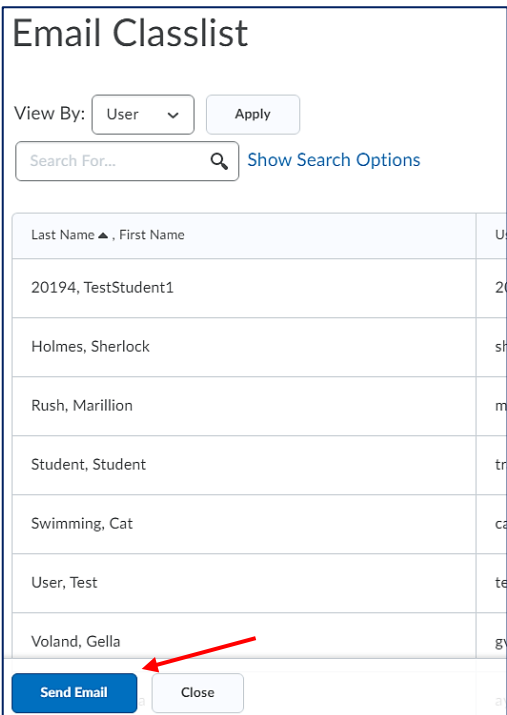 Email Classlist
View By: User Apply
Search For... Show Search Options
Last Name ▲ , First Name
20194, TestStudent1
Holmes, Sherlock
Rush, Marillion
Student, Student
Swimming, Cat
User, Test
Voland, Gella
Send Email Close